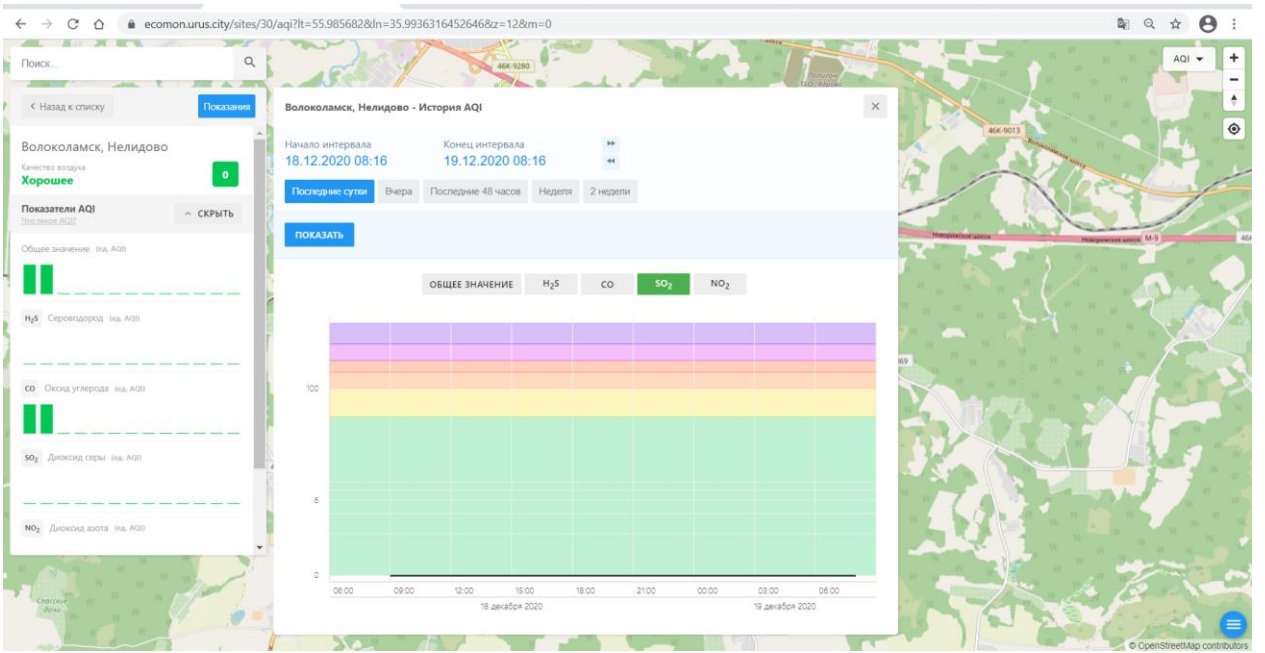 ecomon.urus.city/sites/30/aqi?lt=55.985682&ln=35.9936316452646&z=12&m=0
Поиск...
46К-9280
AQI
< Назад к списку
Показания
Волоколамск, Нелидово - История AQI
46К-9013
Волоколамск, Нелидово
Качество воздуха
Хорошее
0
Начало интервала
Конец интервала
18.12.2020 08:16
19.12.2020 08:16
Последние сутки
Вчера
Последние 48 часов
Неделя
2 недели
Показатели AQI
Что такое AQI?
СКРЫТЬ
ПОКАЗАТЬ
Новорижское шоссе
Новорижское шоссе
М-9
46К
Общее значение (ед. AQI)
ОБЩЕЕ ЗНАЧЕНИЕ
H₂S
CO
SO₂
NO₂
H₂S Сероводород (ед. AQI)
CO Оксид углерода (ед. AQI)
SO₂ Диоксид серы (ед. AQI)
NO₂ Диоксид азота (ед. AQI)
100
6
0
06:00
09:00
12:00
15:00
18:00
21:00
00:00
03:00
06:00
18 декабря 2020
19 декабря 2020
Спасские
дачи
© OpenStreetMap contributors